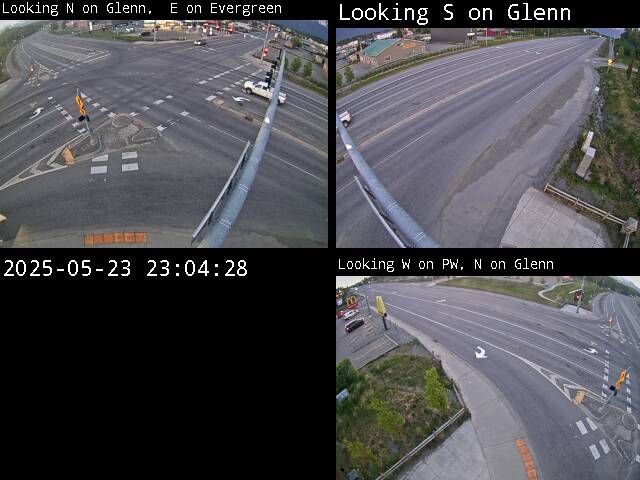 Looking N on Glenn,  E on Evergreen
Looking S on Glenn
2025-05-23 23:04:28
Looking W on PW, N on Glenn